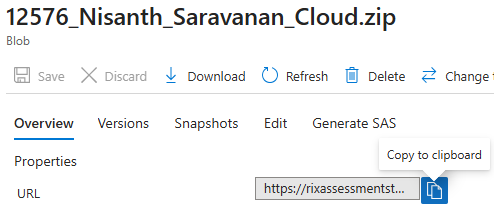 12576_Nisanth_Saravanan_Cloud.zip
Blob
Save Discard Download Refresh Delete Change
Overview Versions Snapshots Edit Generate SAS
Copy to clipboard
Properties
URL https://rixassessmentst...